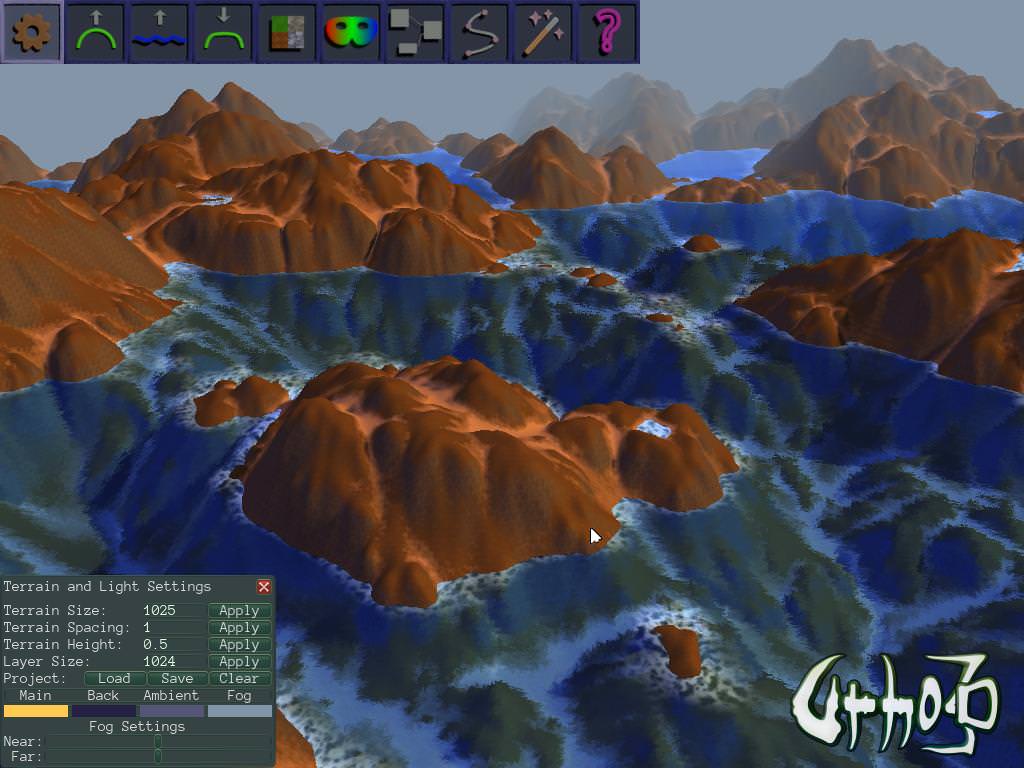 Terrain and Light Settings
Terrain Size: 1025 Apply
Terrain Spacing: 1 Apply
Terrain Height: 0.5 Apply
Layer Size: 1024 Apply
Project: Load Save Clear
Main Back Ambient Fog
Fog Settings
Near:
Far: